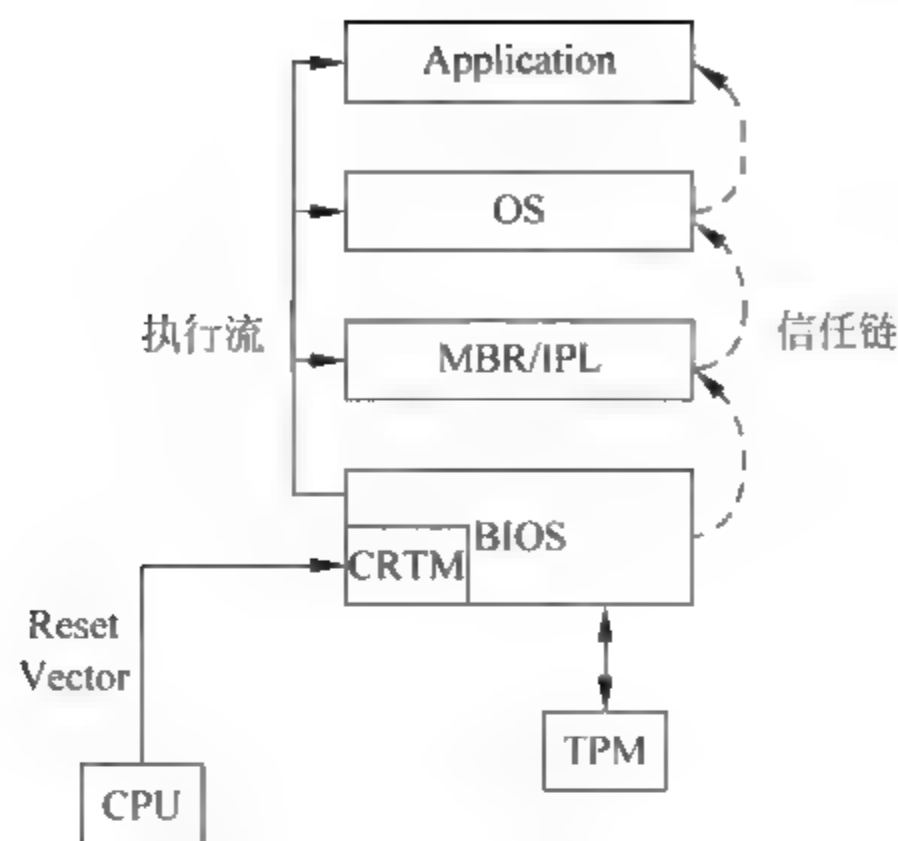 Application
OS
执行流
信任链
MBR/IPL
BIOS
CRTM
Reset
Vector
TPM
CPU